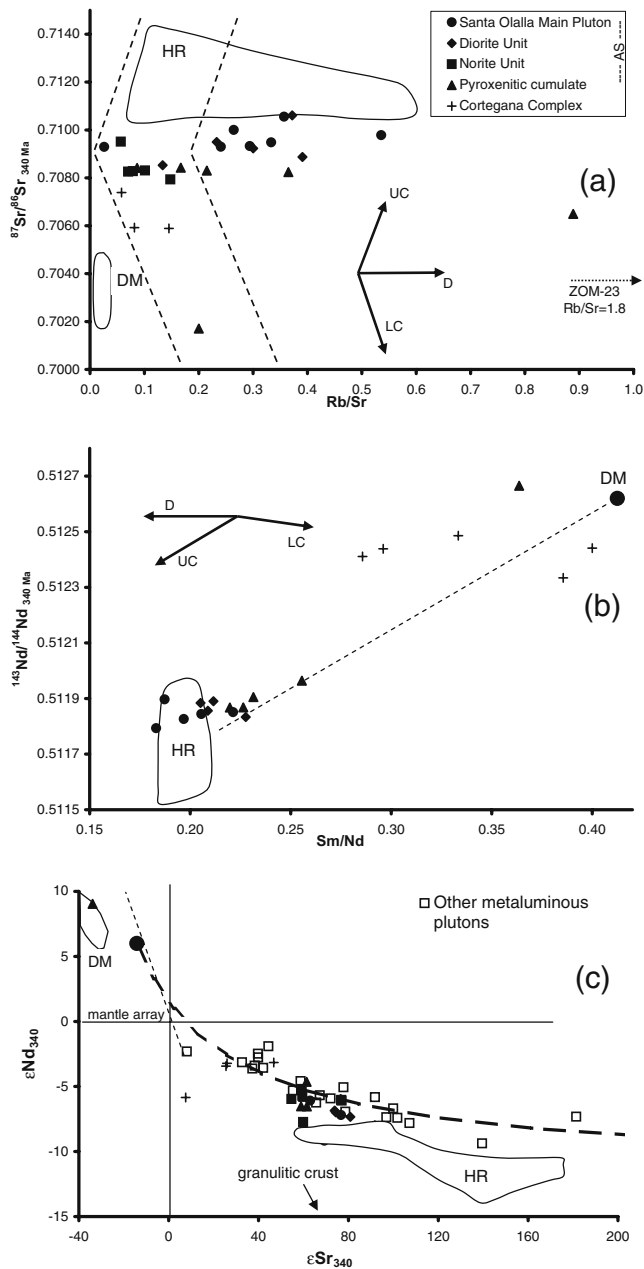 0.7140
0.7120
0.7100
0.7080
0.7060
0.7040
0.7020
0.7000
⁸⁷Sr/⁸⁶Sr 340 Ma
HR
DM
Santa Olalla Main Pluton
Diorite Unit
Norite Unit
Pyroxenitic cumulate
Cortegana Complex
AS
(a)
UC
D
LC
ZOM-23
Rb/Sr=1.8
0.0 0.1 0.2 0.3 0.4 0.5 0.6 0.7 0.8 0.9 1.0
Rb/Sr
0.5127
0.5125
0.5123
0.5121
0.5119
0.5117
0.5115
¹⁴³Nd/¹⁴⁴Nd 340 Ma
DM
D
LC
UC
(b)
HR
0.15 0.20 0.25 0.30 0.35 0.40
Sm/Nd
10
5
0
-5
-10
-15
εNd340
Other metaluminous
plutons
DM
(c)
mantle array
granulitic crust
HR
-40 0 40 80 120 160 200
εSr340